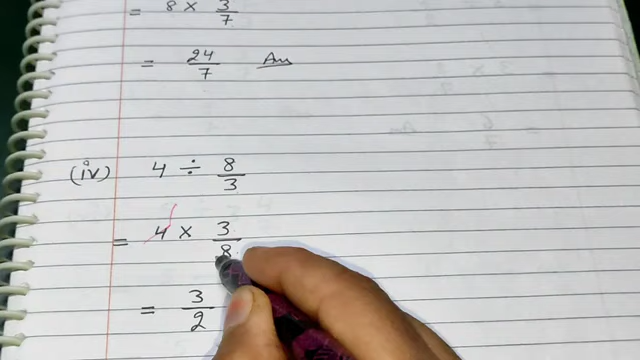 = 8 × 3/7
= 24/7 Ans
(iv) 4 ÷ 8/3
= 4 × 3/8
= 3/2